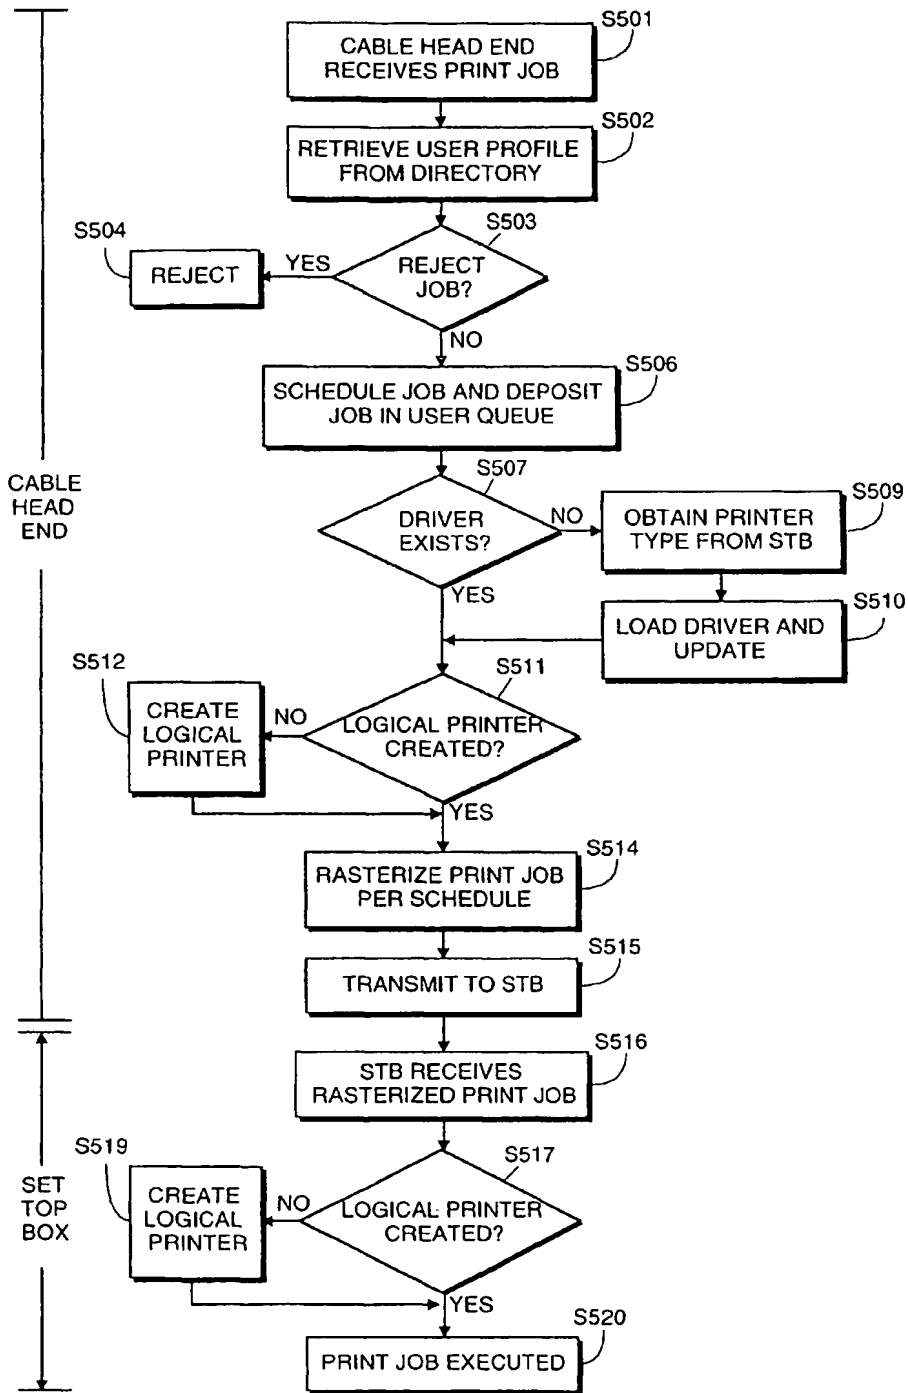 S501
CABLE HEAD END
RECEIVES PRINT JOB
S502
RETRIEVE USER PROFILE
FROM DIRECTORY
S503
REJECT
JOB?
YES
S504
REJECT
NO
S506
SCHEDULE JOB AND DEPOSIT
JOB IN USER QUEUE
CABLE
HEAD
END
S507
DRIVER
EXISTS?
NO
S509
OBTAIN PRINTER
TYPE FROM STB
YES
S510
LOAD DRIVER AND
UPDATE
S511
LOGICAL PRINTER
CREATED?
NO
S512
CREATE
LOGICAL
PRINTER
YES
S514
RASTERIZE PRINT JOB
PER SCHEDULE
S515
TRANSMIT TO STB
S516
STB RECEIVES
RASTERIZED PRINT JOB
SET
TOP
BOX
S517
LOGICAL PRINTER
CREATED?
NO
S519
CREATE
LOGICAL
PRINTER
YES
S520
PRINT JOB EXECUTED